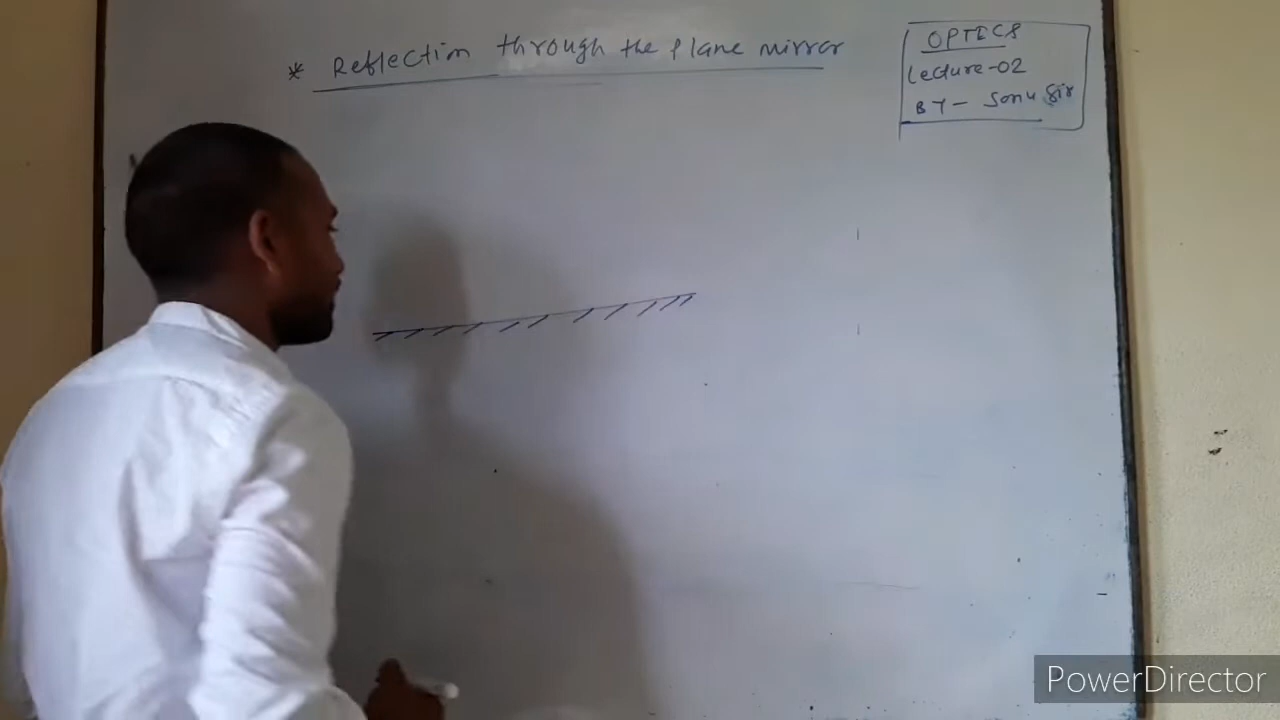 * Reflection through the plane mirror
OPTICS
Lecture-02
BY- Sonu Sir
PowerDirector